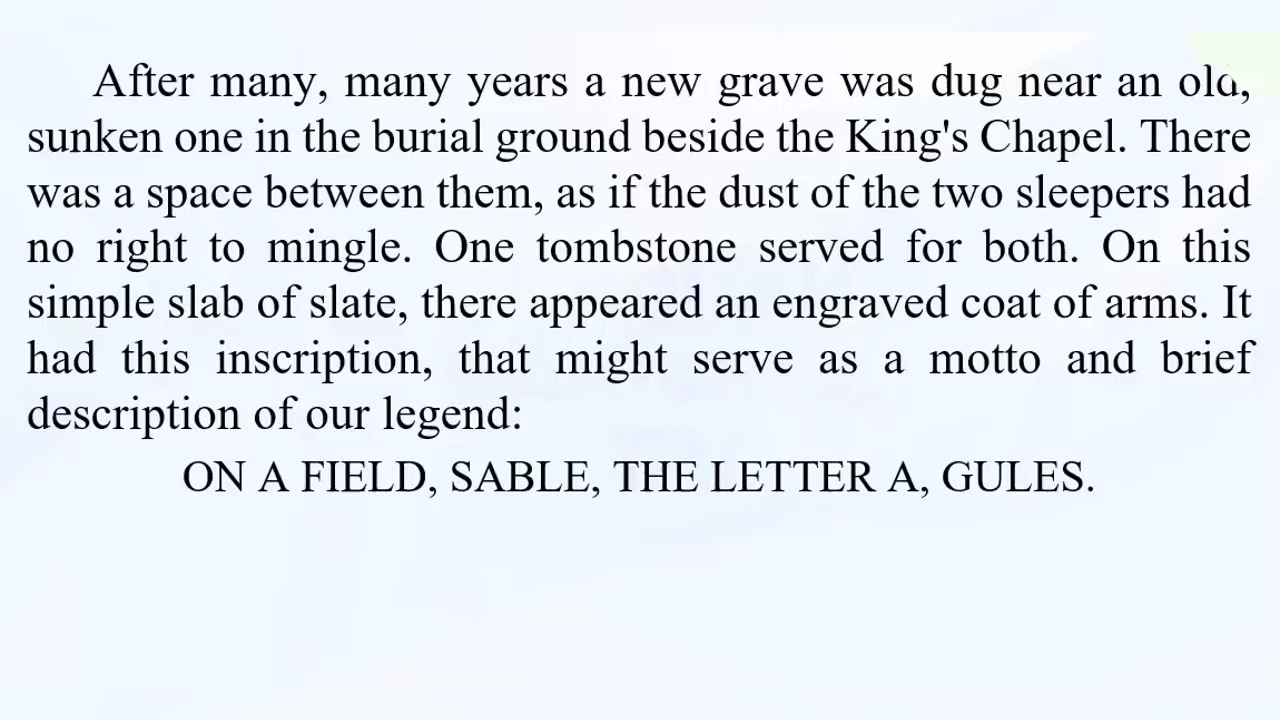 After many, many years a new grave was dug near an old,
sunken one in the burial ground beside the King's Chapel. There
was a space between them, as if the dust of the two sleepers had
no right to mingle. One tombstone served for both. On this
simple slab of slate, there appeared an engraved coat of arms. It
had this inscription, that might serve as a motto and brief
description of our legend:
ON A FIELD, SABLE, THE LETTER A, GULES.